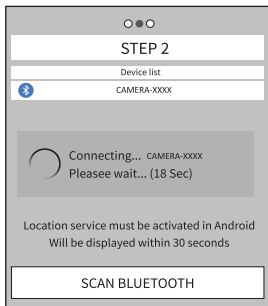 STEP 2
Device list
CAMERA-XXXX
Connecting... CAMERA-XXXX
Pleasee wait... (18 Sec)
Location service must be activated in Android
Will be displayed within 30 seconds
SCAN BLUETOOTH